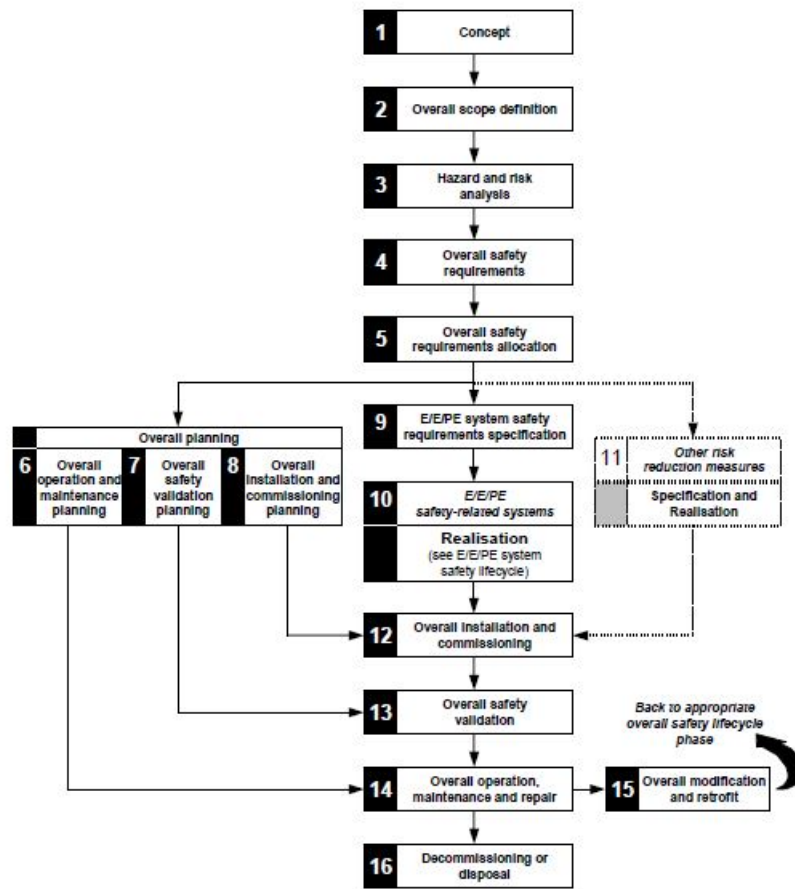 1
Concept
2
Overall scope definition
3
Hazard and risk
analysis
4
Overall safety
requirements
5
Overall safety
requirements allocation
Overall planning
6
Overall
operation and
maintenance
planning
7
Overall
safety
validation
planning
8
Overall
installation and
commissioning
planning
9
E/E/PE system safety
requirements specification
10
E/E/PE
safety-related systems
Realisation
(see E/E/PE system
safety lifecycle)
11
Other risk
reduction measures
Specification and
Realisation
12
Overall installation and
commissioning
13
Overall safety
validation
14
Overall operation,
maintenance and repair
Back to appropriate
overall safety lifecycle
phase
15
Overall modification
and retrofit
16
Decommissioning or
disposal